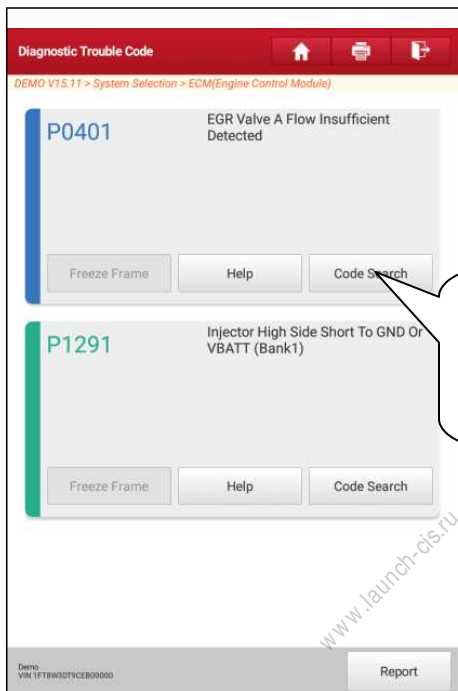 Diagnostic Trouble Code
DEMO V15.11 > System Selection > ECM(Engine Control Module)
P0401
EGR Valve A Flow Insufficient
Detected
Freeze Frame
Help
Code Search
P1291
Injector High Side Short To GND Or
VBATT (Bank1)
Freeze Frame
Help
Code Search
www.launch-cis.ru
Demo
VIN 1FTBW3DT9CEB00000
Report